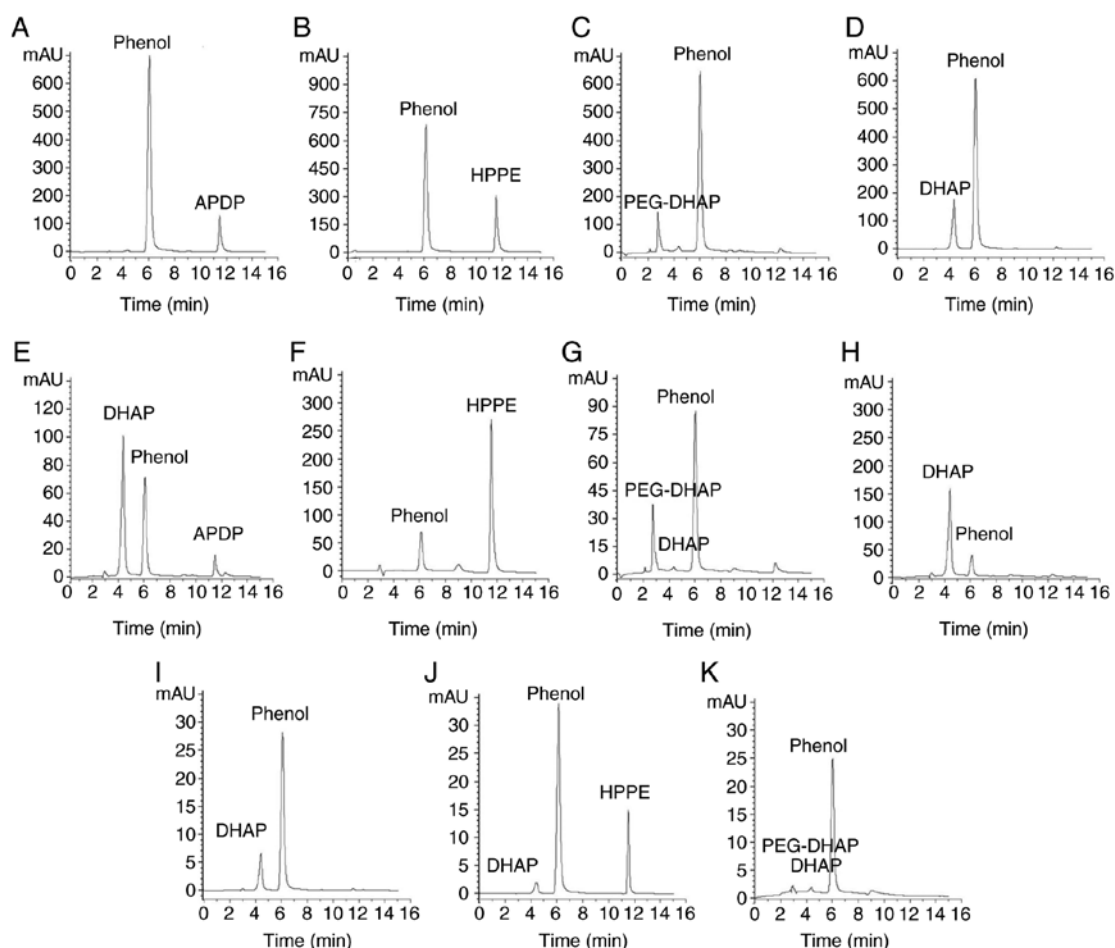 A
mAU
Phenol
600
500
400
300
200
100
0
APDP
0 2 4 6 8 10 12 14 16
Time (min)
B
mAU
900
750
600
450
300
150
0
Phenol
HPPE
0 2 4 6 8 10 12 14 16
Time (min)
C
mAU
Phenol
600
500
400
300
200
100
0
PEG-DHAP
0 2 4 6 8 10 12 14 16
Time (min)
D
mAU
Phenol
600
500
400
300
200
100
0
DHAP
0 2 4 6 8 10 12 14 16
Time (min)
E
mAU
120
100
80
60
40
20
0
DHAP
Phenol
APDP
0 2 4 6 8 10 12 14 16
Time (min)
F
mAU
300
250
200
150
100
50
0
HPPE
Phenol
0 2 4 6 8 10 12 14 16
Time (min)
G
mAU
90
75
60
45
30
15
0
Phenol
PEG-DHAP
DHAP
0 2 4 6 8 10 12 14 16
Time (min)
H
mAU
300
250
200
150
100
50
0
DHAP
Phenol
0 2 4 6 8 10 12 14 16
Time (min)
I
mAU
30
25
20
15
10
5
0
Phenol
DHAP
0 2 4 6 8 10 12 14 16
Time (min)
J
mAU
30
25
20
15
10
5
0
Phenol
HPPE
DHAP
0 2 4 6 8 10 12 14 16
Time (min)
K
mAU
30
25
20
15
10
5
0
Phenol
PEG-DHAP
DHAP
0 2 4 6 8 10 12 14 16
Time (min)